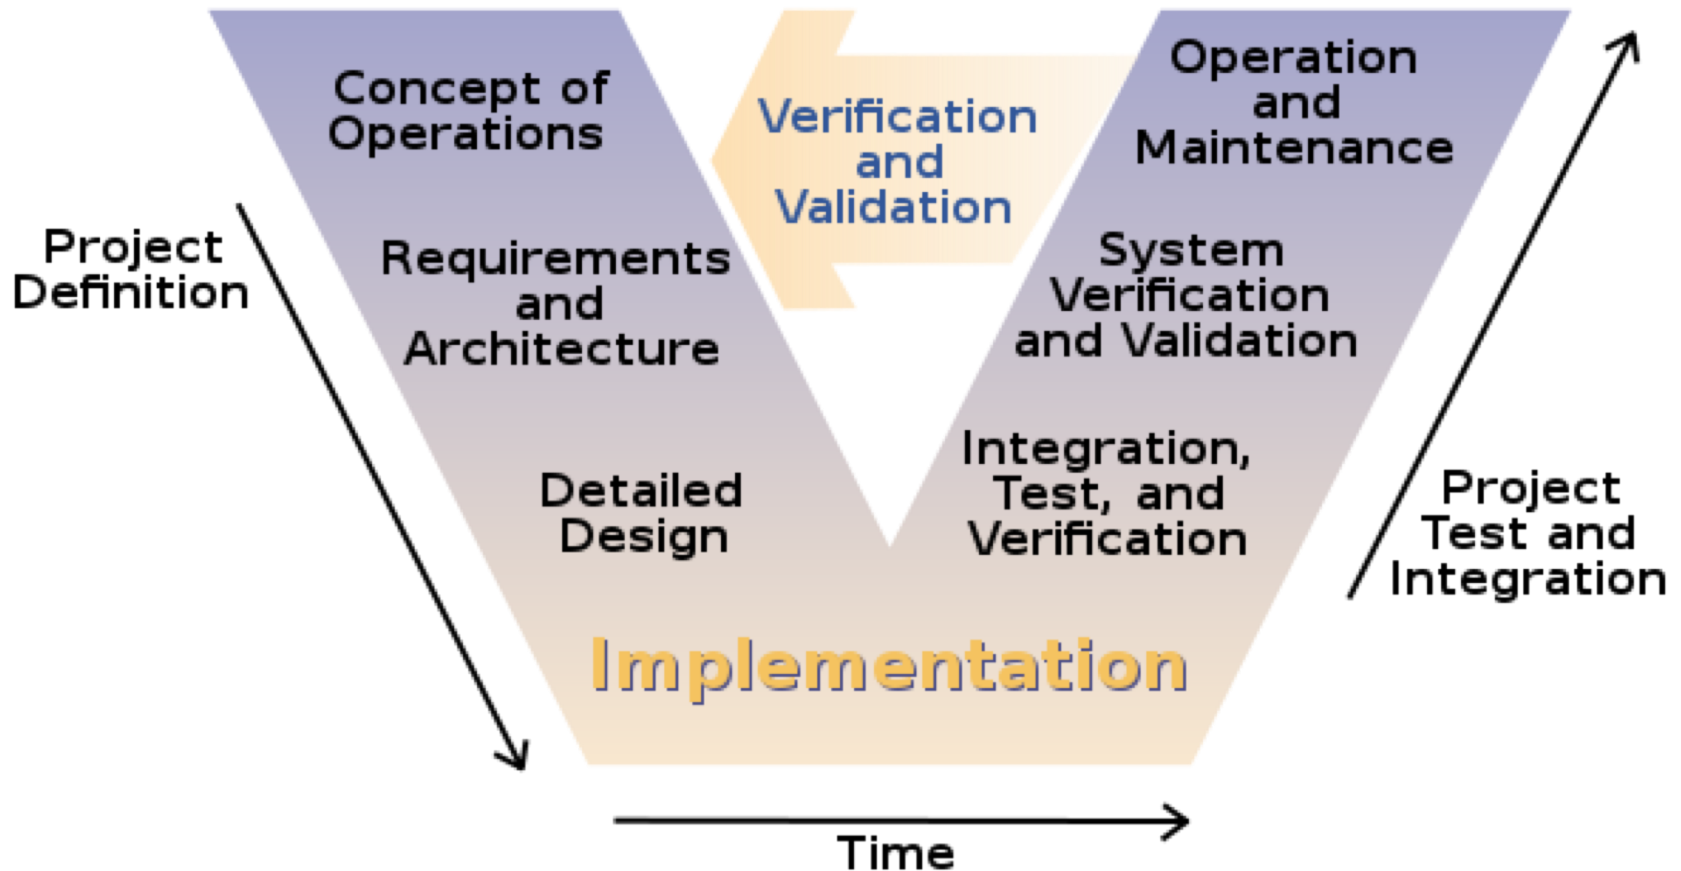 Concept of
Operations
Verification
and
Validation
Operation
and
Maintenance
Project
Definition
Requirements
and
Architecture
System
Verification
and Validation
Detailed
Design
Integration,
Test, and
Verification
Project
Test and
Integration
Implementation
Time